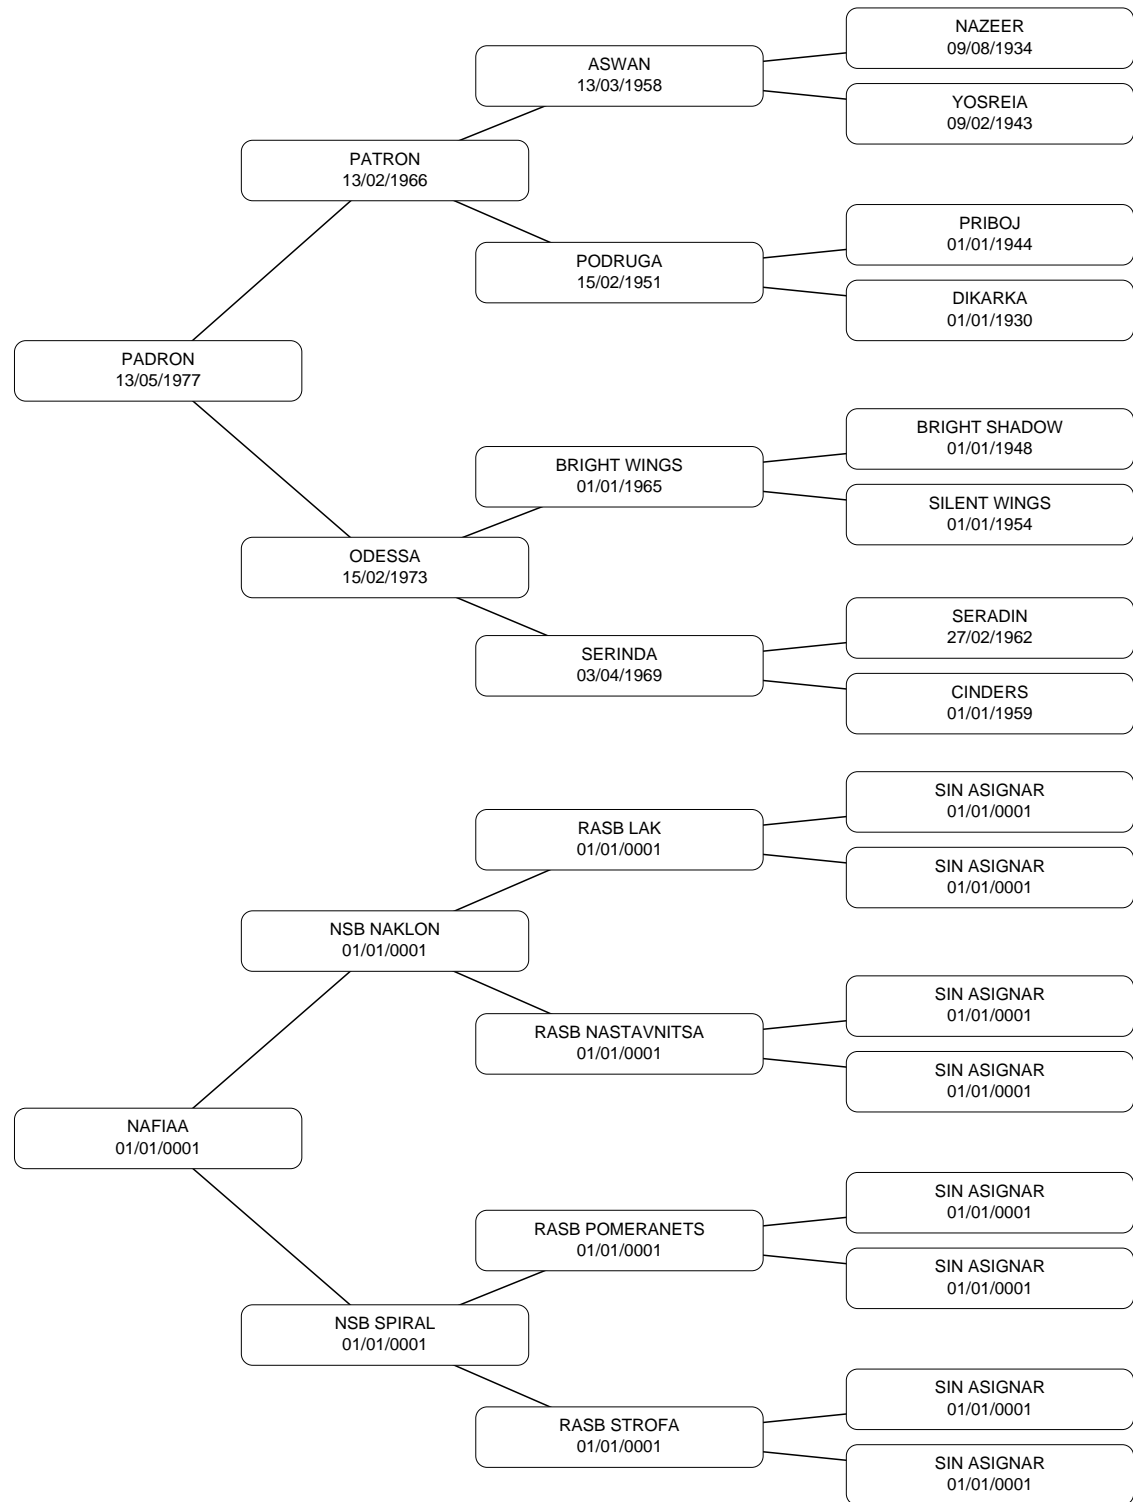 NAZEER
09/08/1934
ASWAN
13/03/1958
YOSREIA
09/02/1943
PATRON
13/02/1966
PRIBOJ
01/01/1944
PODRUGA
15/02/1951
DIKARKA
01/01/1930
PADRON
13/05/1977
BRIGHT SHADOW
01/01/1948
BRIGHT WINGS
01/01/1965
SILENT WINGS
01/01/1954
ODESSA
15/02/1973
SERADIN
27/02/1962
SERINDA
03/04/1969
CINDERS
01/01/1959
SIN ASIGNAR
01/01/0001
RASB LAK
01/01/0001
SIN ASIGNAR
01/01/0001
NSB NAKLON
01/01/0001
SIN ASIGNAR
01/01/0001
RASB NASTAVNITSA
01/01/0001
SIN ASIGNAR
01/01/0001
NAFIAA
01/01/0001
SIN ASIGNAR
01/01/0001
RASB POMERANETS
01/01/0001
SIN ASIGNAR
01/01/0001
NSB SPIRAL
01/01/0001
SIN ASIGNAR
01/01/0001
RASB STROFA
01/01/0001
SIN ASIGNAR
01/01/0001